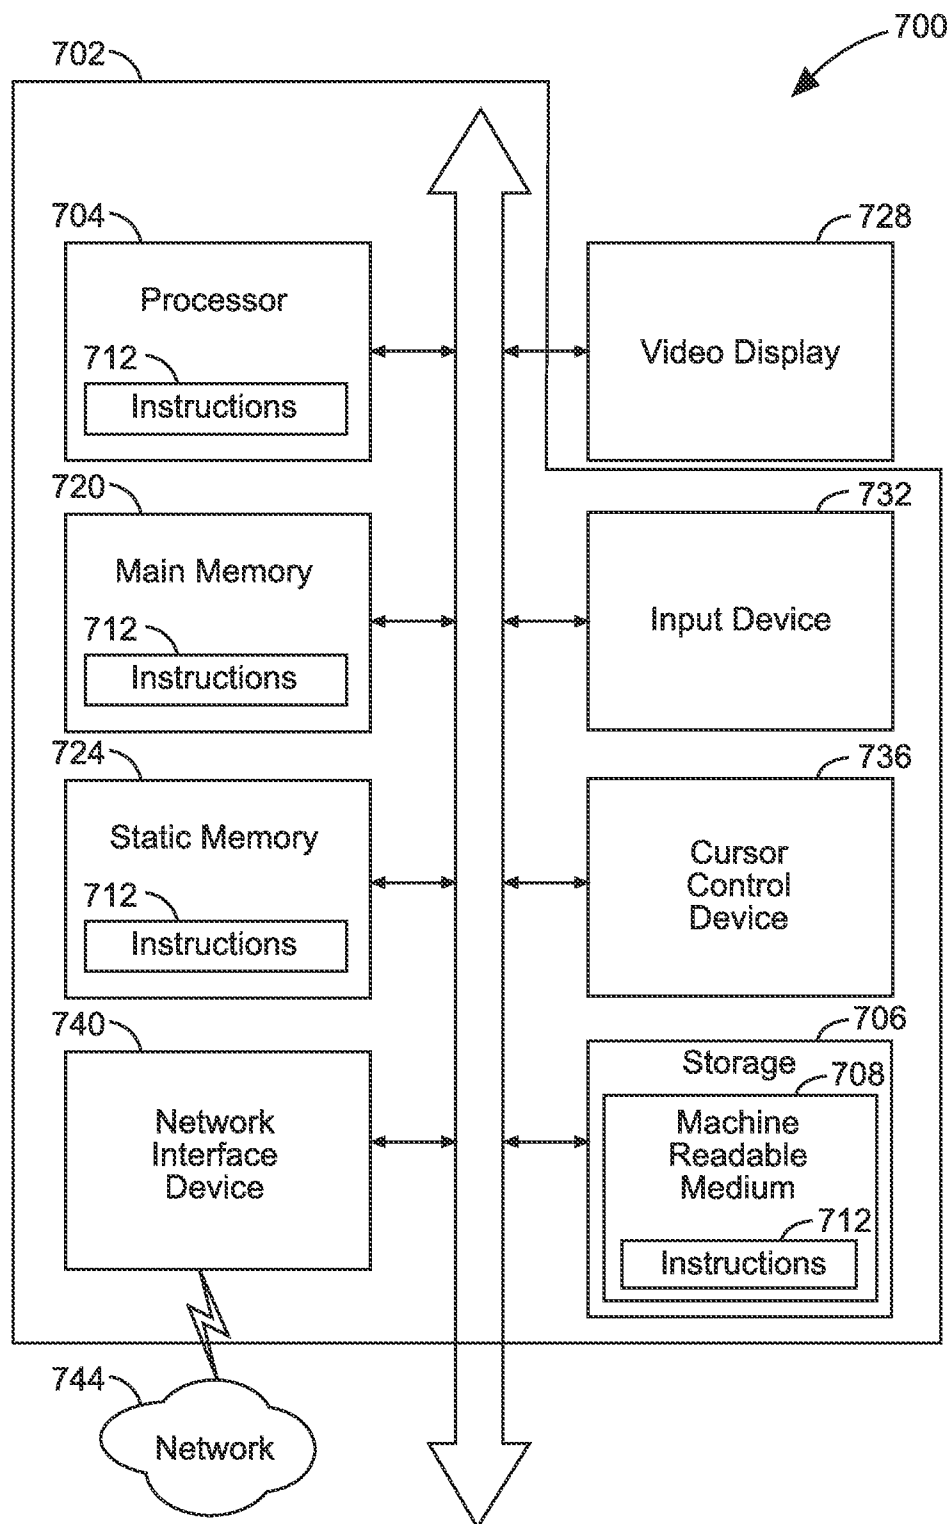 700
702
704
Processor
712
Instructions
728
Video Display
720
Main Memory
712
Instructions
732
Input Device
724
Static Memory
712
Instructions
736
Cursor
Control
Device
740
Network
Interface
Device
706
Storage
708
Machine
Readable
Medium
712
Instructions
744
Network